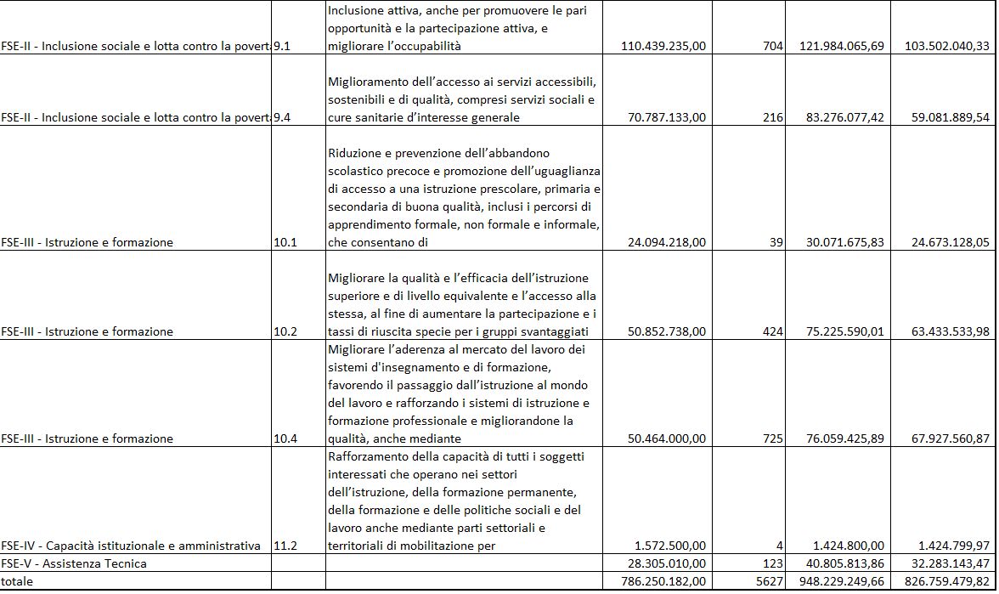 Inclusione attiva, anche per promuovere le pari
opportunità e la partecipazione attiva, e
FSE-II - Inclusione sociale e lotta contro la povert 9.1 migliorare l’occupabilità 110.439.235,00 704 121.984.065,69 103.502.040,33
Miglioramento dell’accesso ai servizi accessibili,
sostenibili e di qualità, compresi servizi sociali e
FSE-II - Inclusione sociale e lotta contro la povert 9.4 cure sanitarie d’interesse generale 70.787.133,00 216 83.276.077,42 59.081.889,54
Riduzione e prevenzione dell’abbandono
scolastico precoce e promozione dell’uguaglianza
di accesso a una istruzione prescolare, primaria e
secondaria di buona qualità, inclusi i percorsi di
apprendimento formale, non formale e informale,
FSE-III - Istruzione e formazione 10.1 che consentano di 24.094.218,00 39 30.071.675,83 24.673.128,05
Migliorare la qualità e l’efficacia dell’istruzione
superiore e di livello equivalente e l’accesso alla
stessa, al fine di aumentare la partecipazione e i
FSE-III - Istruzione e formazione 10.2 tassi di riuscita specie per i gruppi svantaggiati 50.852.738,00 424 75.225.590,01 63.433.533,98
Migliorare l’aderenza al mercato del lavoro dei
sistemi d'insegnamento e di formazione,
favorendo il passaggio dall’istruzione al mondo
del lavoro e rafforzando i sistemi di istruzione e
formazione professionale e migliorandone la
FSE-III - Istruzione e formazione 10.4 qualità, anche mediante 50.464.000,00 725 76.059.425,89 67.927.560,87
Rafforzamento della capacità di tutti i soggetti
interessati che operano nei settori
dell’istruzione, della formazione permanente,
della formazione e delle politiche sociali e del
lavoro anche mediante parti settoriali e
FSE-IV - Capacità istituzionale e amministrativa 11.2 territoriali di mobilitazione per 1.572.500,00 4 1.424.800,00 1.424.799,97
FSE-V - Assistenza Tecnica 28.305.010,00 123 40.805.813,86 32.283.143,47
totale 786.250.182,00 5627 948.229.249,66 826.759.479,82